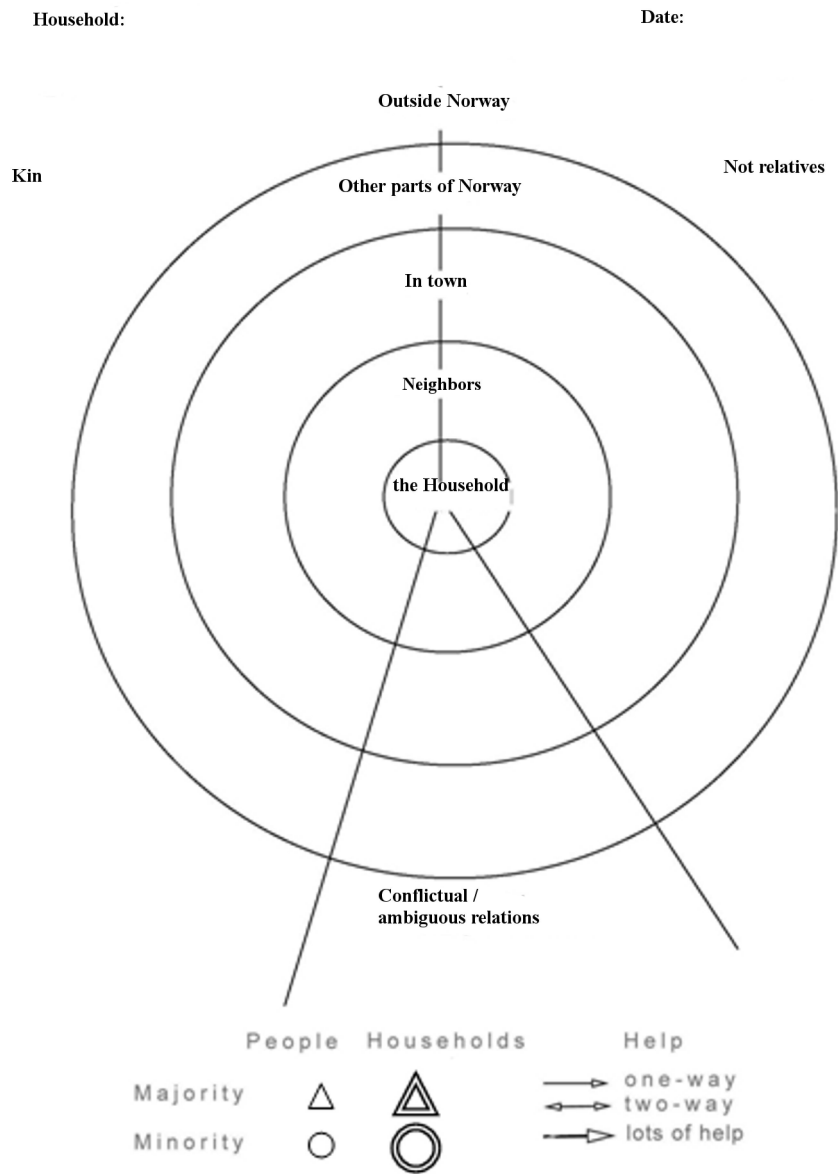 Household:
Date:
Outside Norway
Kin
Not relatives
Other parts of Norway
In town
Neighbors
the Household
Conflictual /
ambiguous relations
People Households Help
Majority
one-way
two-way
Minority
lots of help